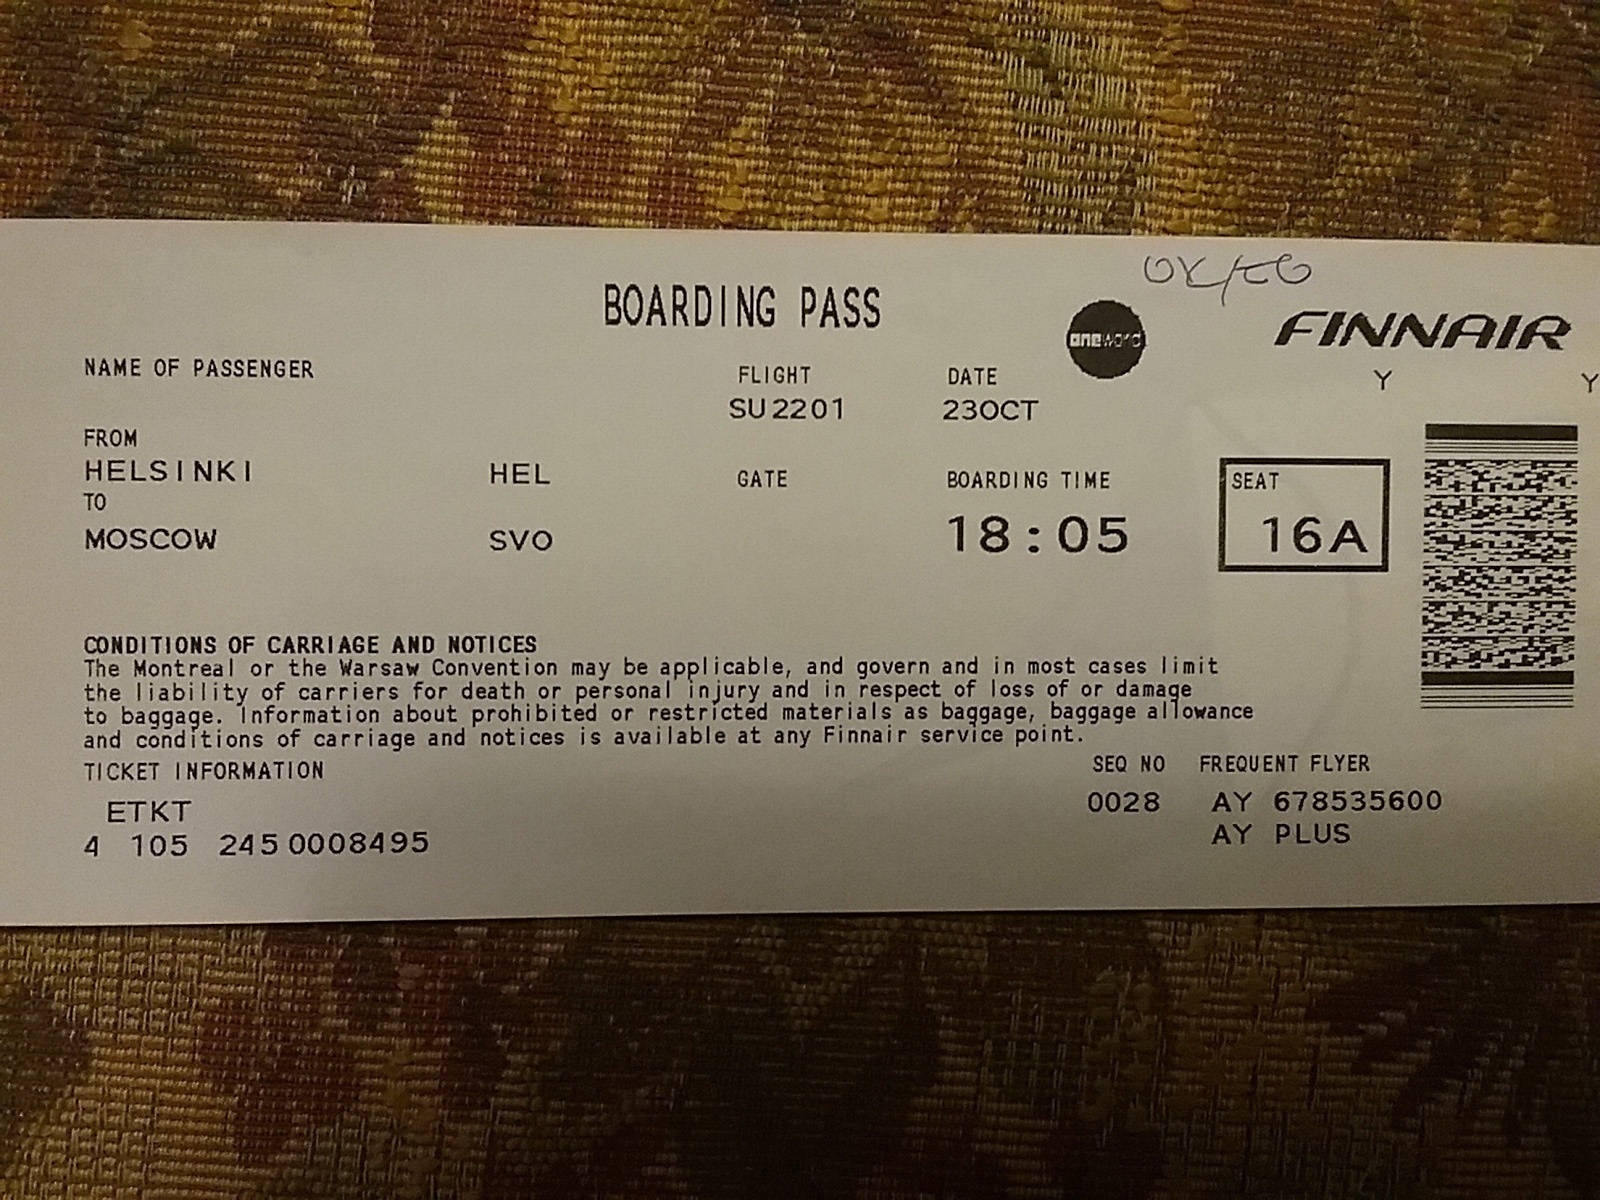 BOARDING PASS
oneworld
FINNAIR
Y Y
NAME OF PASSENGER
FLIGHT DATE
SU2201 23OCT
FROM
HELSINKI HEL
GATE BOARDING TIME SEAT
TO
MOSCOW SVO
18:05 16A
CONDITIONS OF CARRIAGE AND NOTICES
The Montreal or the Warsaw Convention may be applicable, and govern and in most cases limit
the liability of carriers for death or personal injury and in respect of loss of or damage
to baggage. Information about prohibited or restricted materials as baggage, baggage allowance
and conditions of carriage and notices is available at any Finnair service point.
TICKET INFORMATION SEQ NO FREQUENT FLYER
ETKT 0028 AY 678535600
4 105 2450008495 AY PLUS